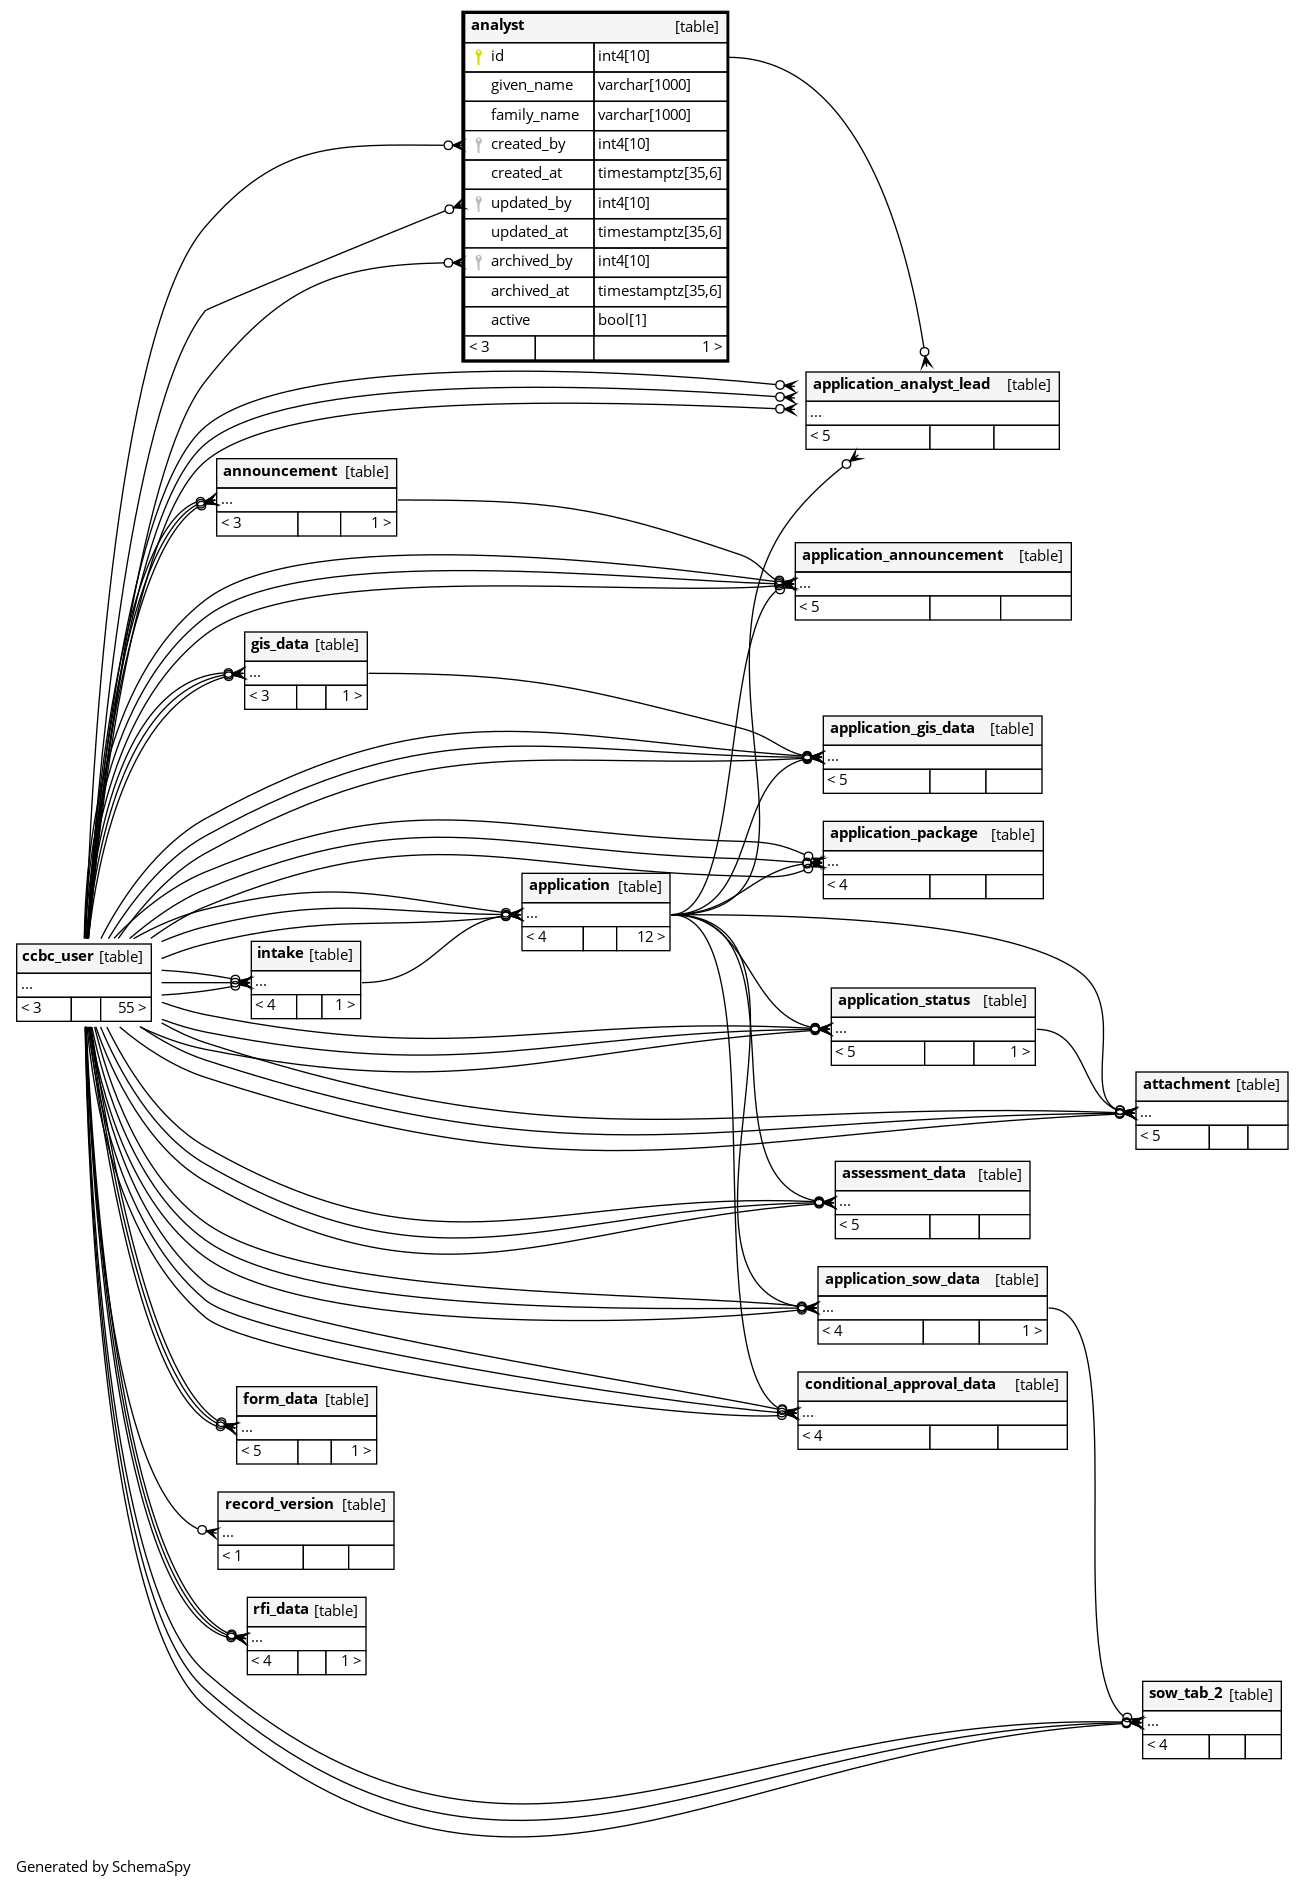 analyst [table]
id int4[10]
given_name varchar[1000]
family_name varchar[1000]
created_by int4[10]
created_at timestamptz[35,6]
updated_by int4[10]
updated_at timestamptz[35,6]
archived_by int4[10]
archived_at timestamptz[35,6]
active bool[1]
< 3 1 >
application_analyst_lead [table]
...
< 5
announcement [table]
...
< 3 1 >
application_announcement [table]
...
< 5
gis_data [table]
...
< 3 1 >
application_gis_data [table]
...
< 5
application_package [table]
...
< 4
application [table]
...
< 4 12 >
ccbc_user [table]
...
< 3 55 >
intake [table]
...
< 4 1 >
application_status [table]
...
< 5 1 >
attachment [table]
...
< 5
assessment_data [table]
...
< 5
application_sow_data [table]
...
< 4 1 >
conditional_approval_data [table]
...
< 4
form_data [table]
...
< 5 1 >
record_version [table]
...
< 1
rfi_data [table]
...
< 4 1 >
sow_tab_2 [table]
...
< 4
Generated by SchemaSpy